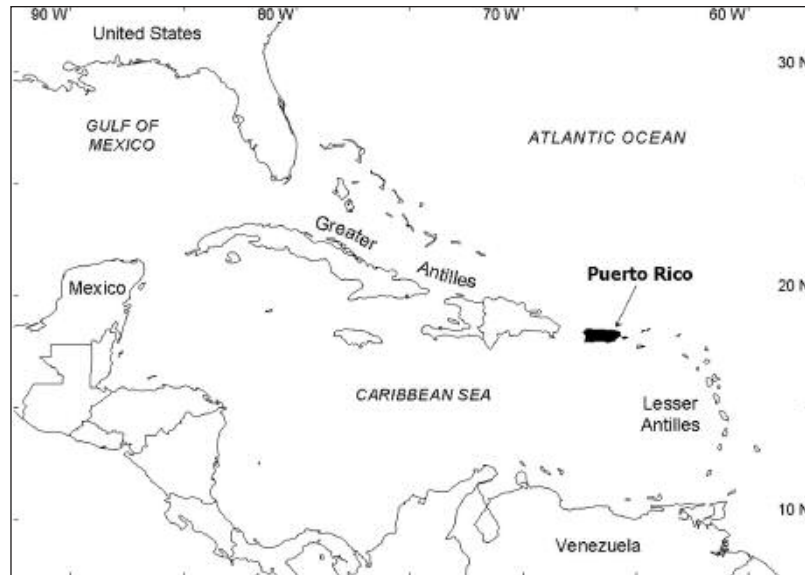 90 W 80 W 70 W 60 W
United States
30 N
GULF OF
MEXICO
ATLANTIC OCEAN
Greater
Antilles
Puerto Rico
Mexico
20 N
CARIBBEAN SEA
Lesser
Antilles
10 N
Venezuela